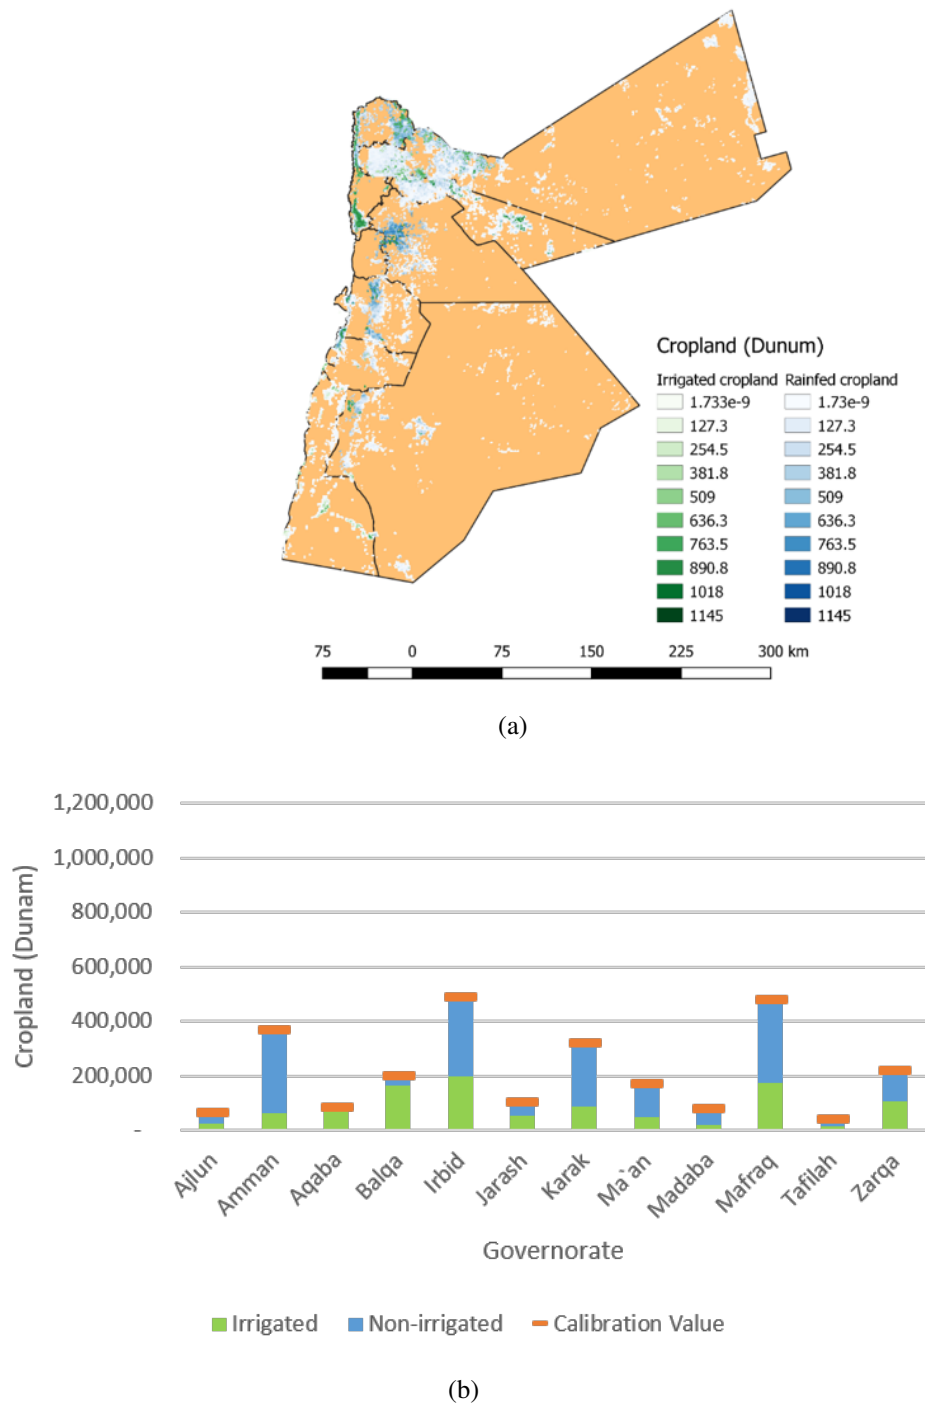 (a)
Cropland (Dunum)
Irrigated cropland Rainfed cropland
1.733e-9 1.73e-9
127.3 127.3
254.5 254.5
381.8 381.8
509 509
636.3 636.3
763.5 763.5
890.8 890.8
1018 1018
1145 1145
75 0 75 150 225 300 km
(a)
1,200,000
1,000,000
800,000
600,000
400,000
200,000
-
Cropland (Dunam)
Ajlun
Amman
Aqaba
Balqa
Irbid
Jarash
Karak
Ma`an
Madaba
Mafraq
Tafilah
Zarqa
Governorate
Irrigated Non-irrigated Calibration Value
(b)